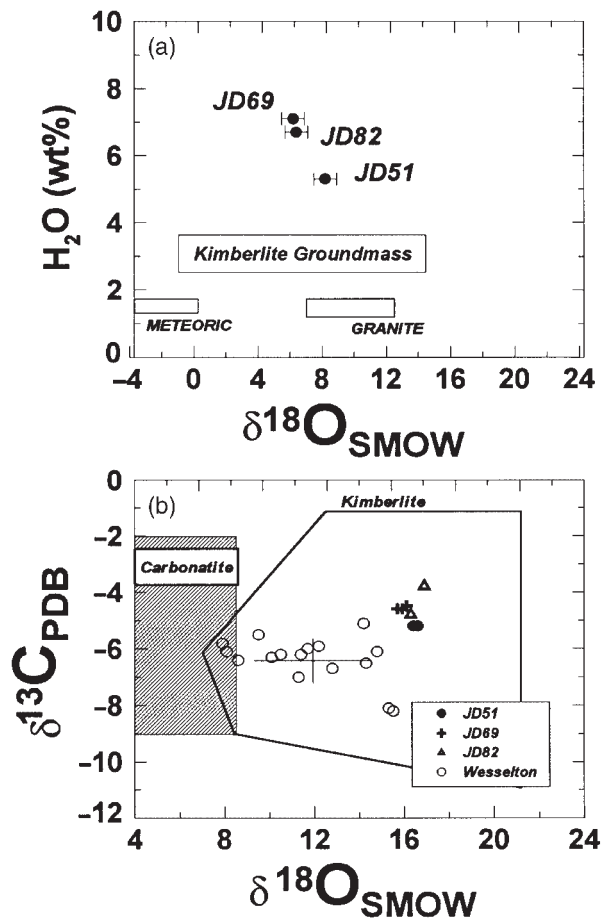 (a)
10
8
6
4
2
0
H2O (wt%)
JD69
JD82
JD51
Kimberlite Groundmass
METEORIC
GRANITE
−4 0 4 8 12 16 20 24
δ18OSMOW
(b)
0
−2
−4
−6
−8
−10
−12
δ13CPDB
Kimberlite
Carbonatite
JD51
JD69
JD82
Wesselton
4 8 12 16 20 24
δ18OSMOW